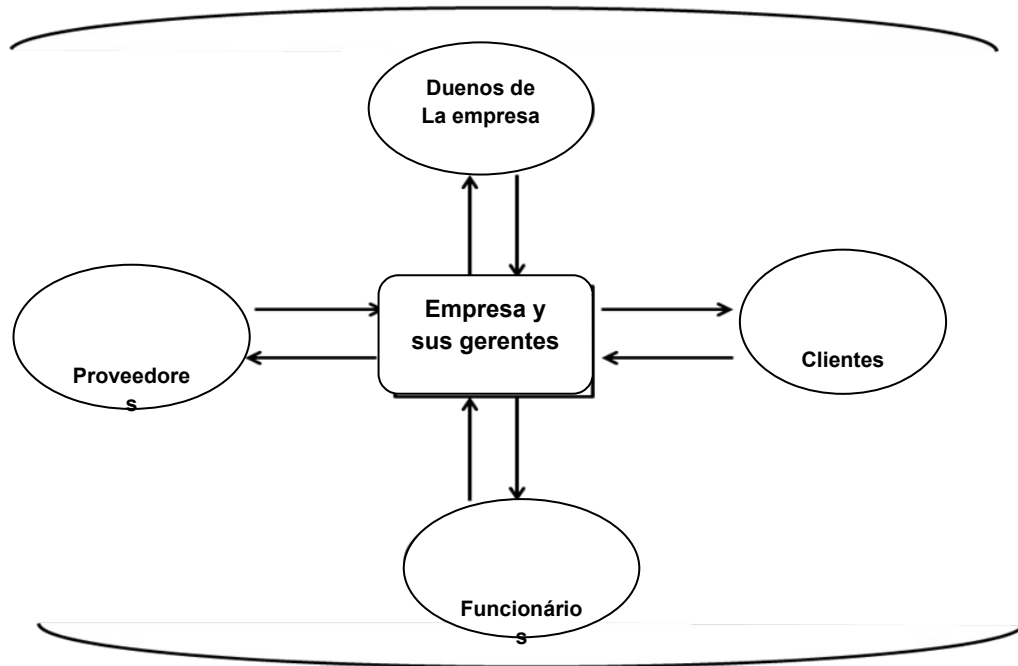 Duenos de
La empresa
Empresa y
sus gerentes
Proveedore
s
Clientes
Funcionário
s